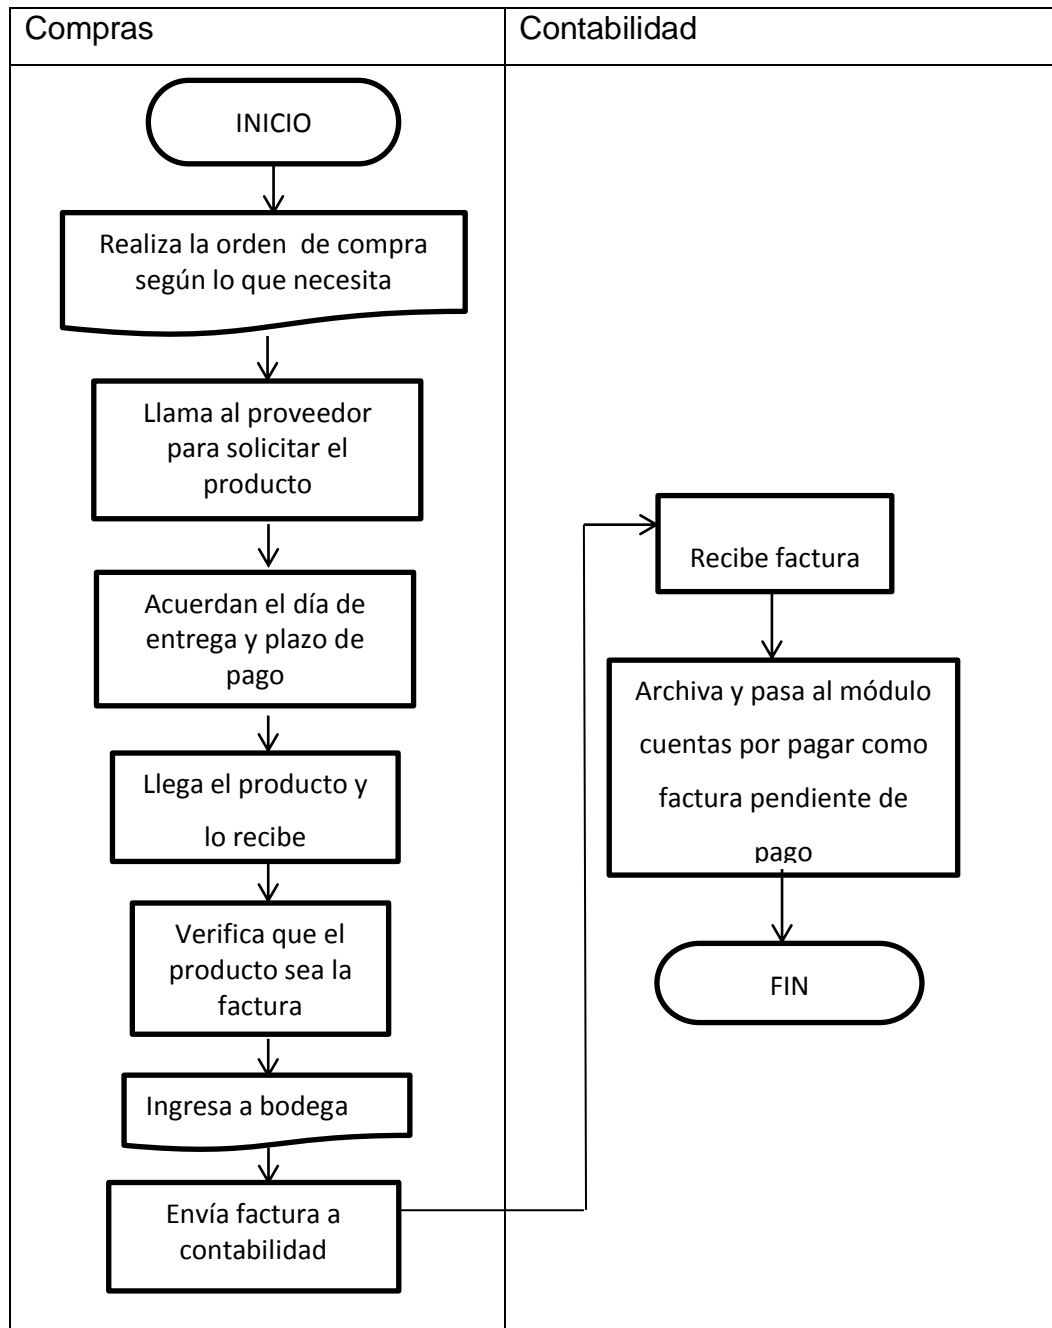 Compras
Contabilidad
INICIO
Realiza la orden de compra
según lo que necesita
Llama al proveedor
para solicitar el
producto
Acuerdan el día de
entrega y plazo de
pago
Llega el producto y
lo recibe
Verifica que el
producto sea la
factura
Ingresa a bodega
Envía factura a
contabilidad
Recibe factura
Archiva y pasa al módulo
cuentas por pagar como
factura pendiente de
pago
FIN